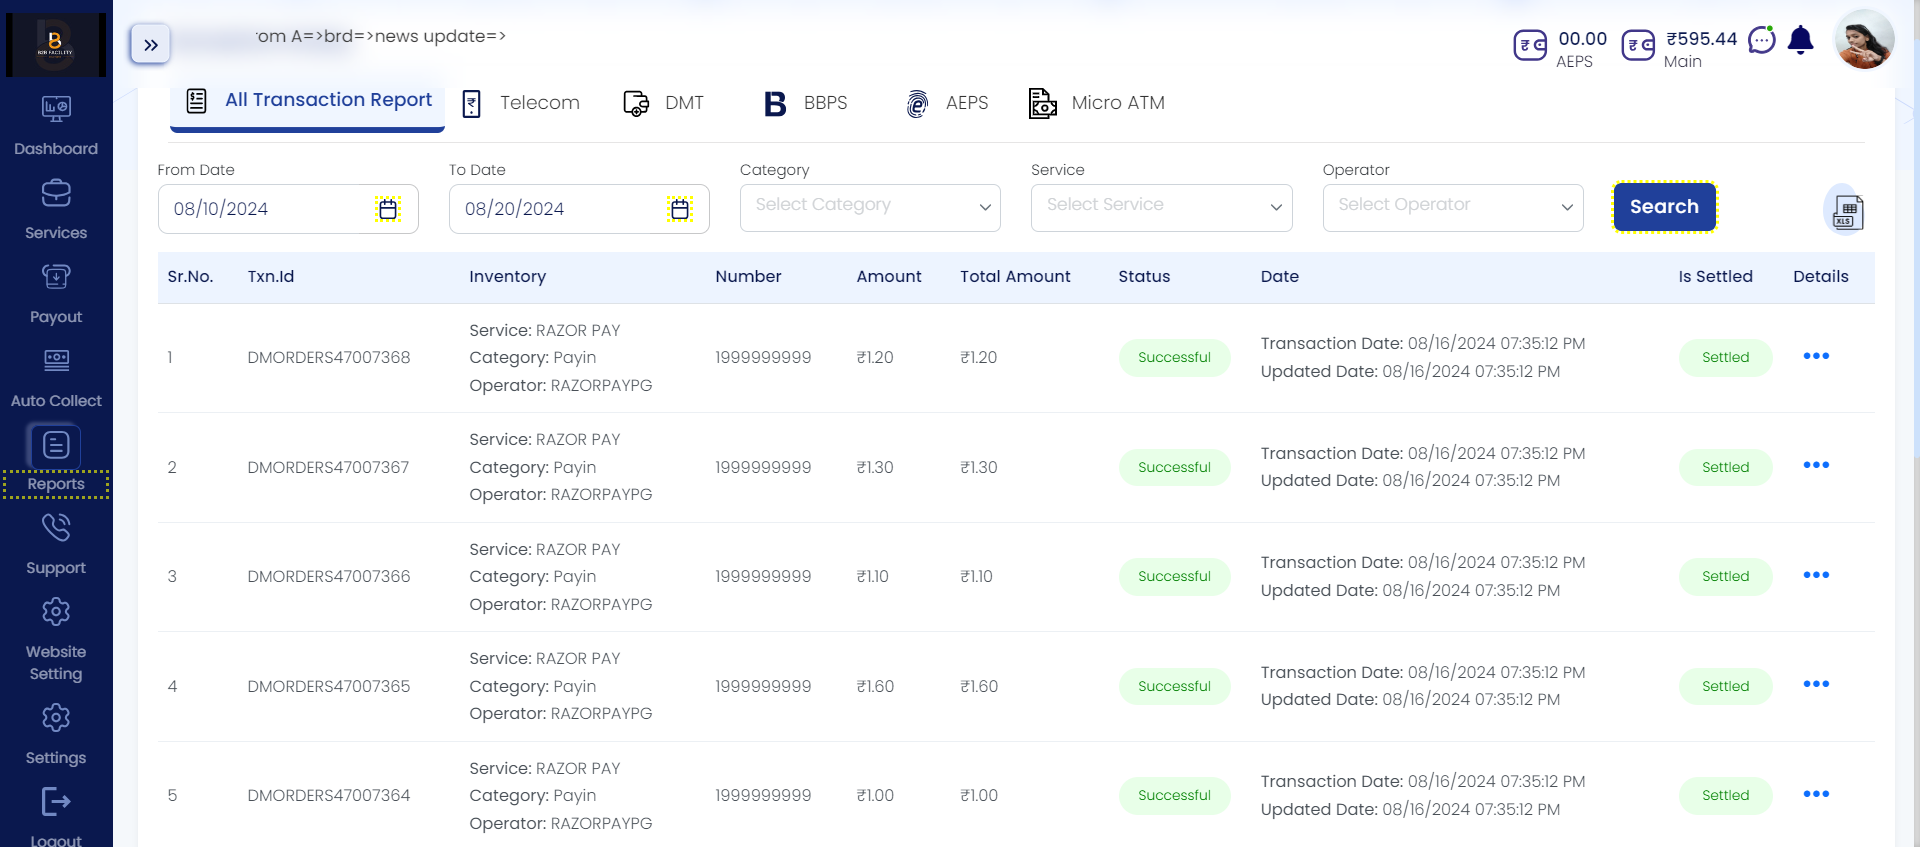 B2B FACILITY
om A=>brd=>news update=>
00.00
AEPS
₹595.44
Main
All Transaction Report
Telecom
DMT
BBPS
AEPS
Micro ATM
Dashboard
Services
Payout
Auto Collect
Reports
Support
Website
Setting
Settings
Logout
From Date
To Date
Category
Service
Operator
08/10/2024
08/20/2024
Select Category
Select Service
Select Operator
Search
XLS
Sr.No. Txn.Id Inventory Number Amount Total Amount Status Date Is Settled Details
Service: RAZOR PAY
1 DMORDERS47007368 Category: Payin 1999999999 ₹1.20 ₹1.20 Successful Transaction Date: 08/16/2024 07:35:12 PM Settled
Operator: RAZORPAYPG Updated Date: 08/16/2024 07:35:12 PM
Service: RAZOR PAY
2 DMORDERS47007367 Category: Payin 1999999999 ₹1.30 ₹1.30 Successful Transaction Date: 08/16/2024 07:35:12 PM Settled
Operator: RAZORPAYPG Updated Date: 08/16/2024 07:35:12 PM
Service: RAZOR PAY
3 DMORDERS47007366 Category: Payin 1999999999 ₹1.10 ₹1.10 Successful Transaction Date: 08/16/2024 07:35:12 PM Settled
Operator: RAZORPAYPG Updated Date: 08/16/2024 07:35:12 PM
Service: RAZOR PAY
4 DMORDERS47007365 Category: Payin 1999999999 ₹1.60 ₹1.60 Successful Transaction Date: 08/16/2024 07:35:12 PM Settled
Operator: RAZORPAYPG Updated Date: 08/16/2024 07:35:12 PM
Service: RAZOR PAY
5 DMORDERS47007364 Category: Payin 1999999999 ₹1.00 ₹1.00 Successful Transaction Date: 08/16/2024 07:35:12 PM Settled
Operator: RAZORPAYPG Updated Date: 08/16/2024 07:35:12 PM